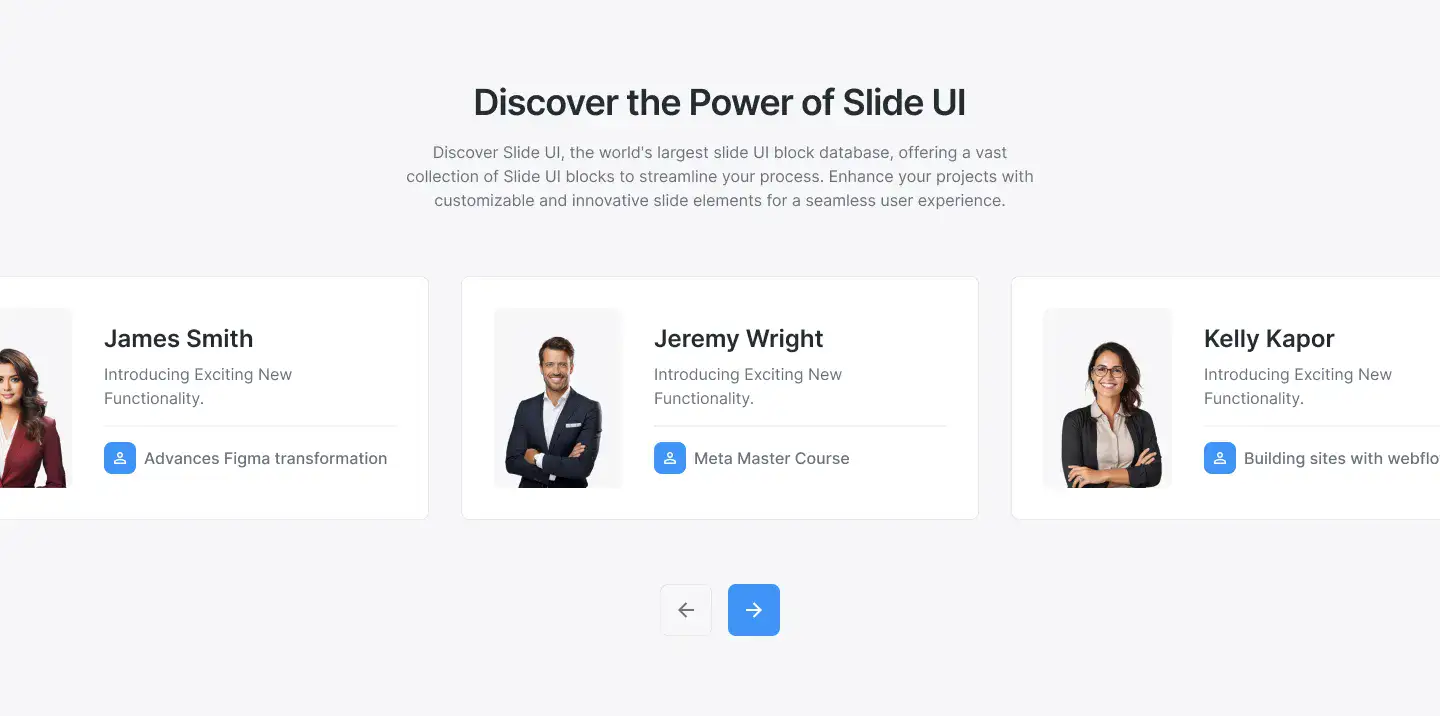 Discover the Power of Slide UI
Discover Slide UI, the world's largest slide UI block database, offering a vast
collection of Slide UI blocks to streamline your process. Enhance your projects with
customizable and innovative slide elements for a seamless user experience.
James Smith
Introducing Exciting New
Functionality.
Advances Figma transformation
Jeremy Wright
Introducing Exciting New
Functionality.
Meta Master Course
Kelly Kapor
Introducing Exciting New
Functionality.
Building sites with